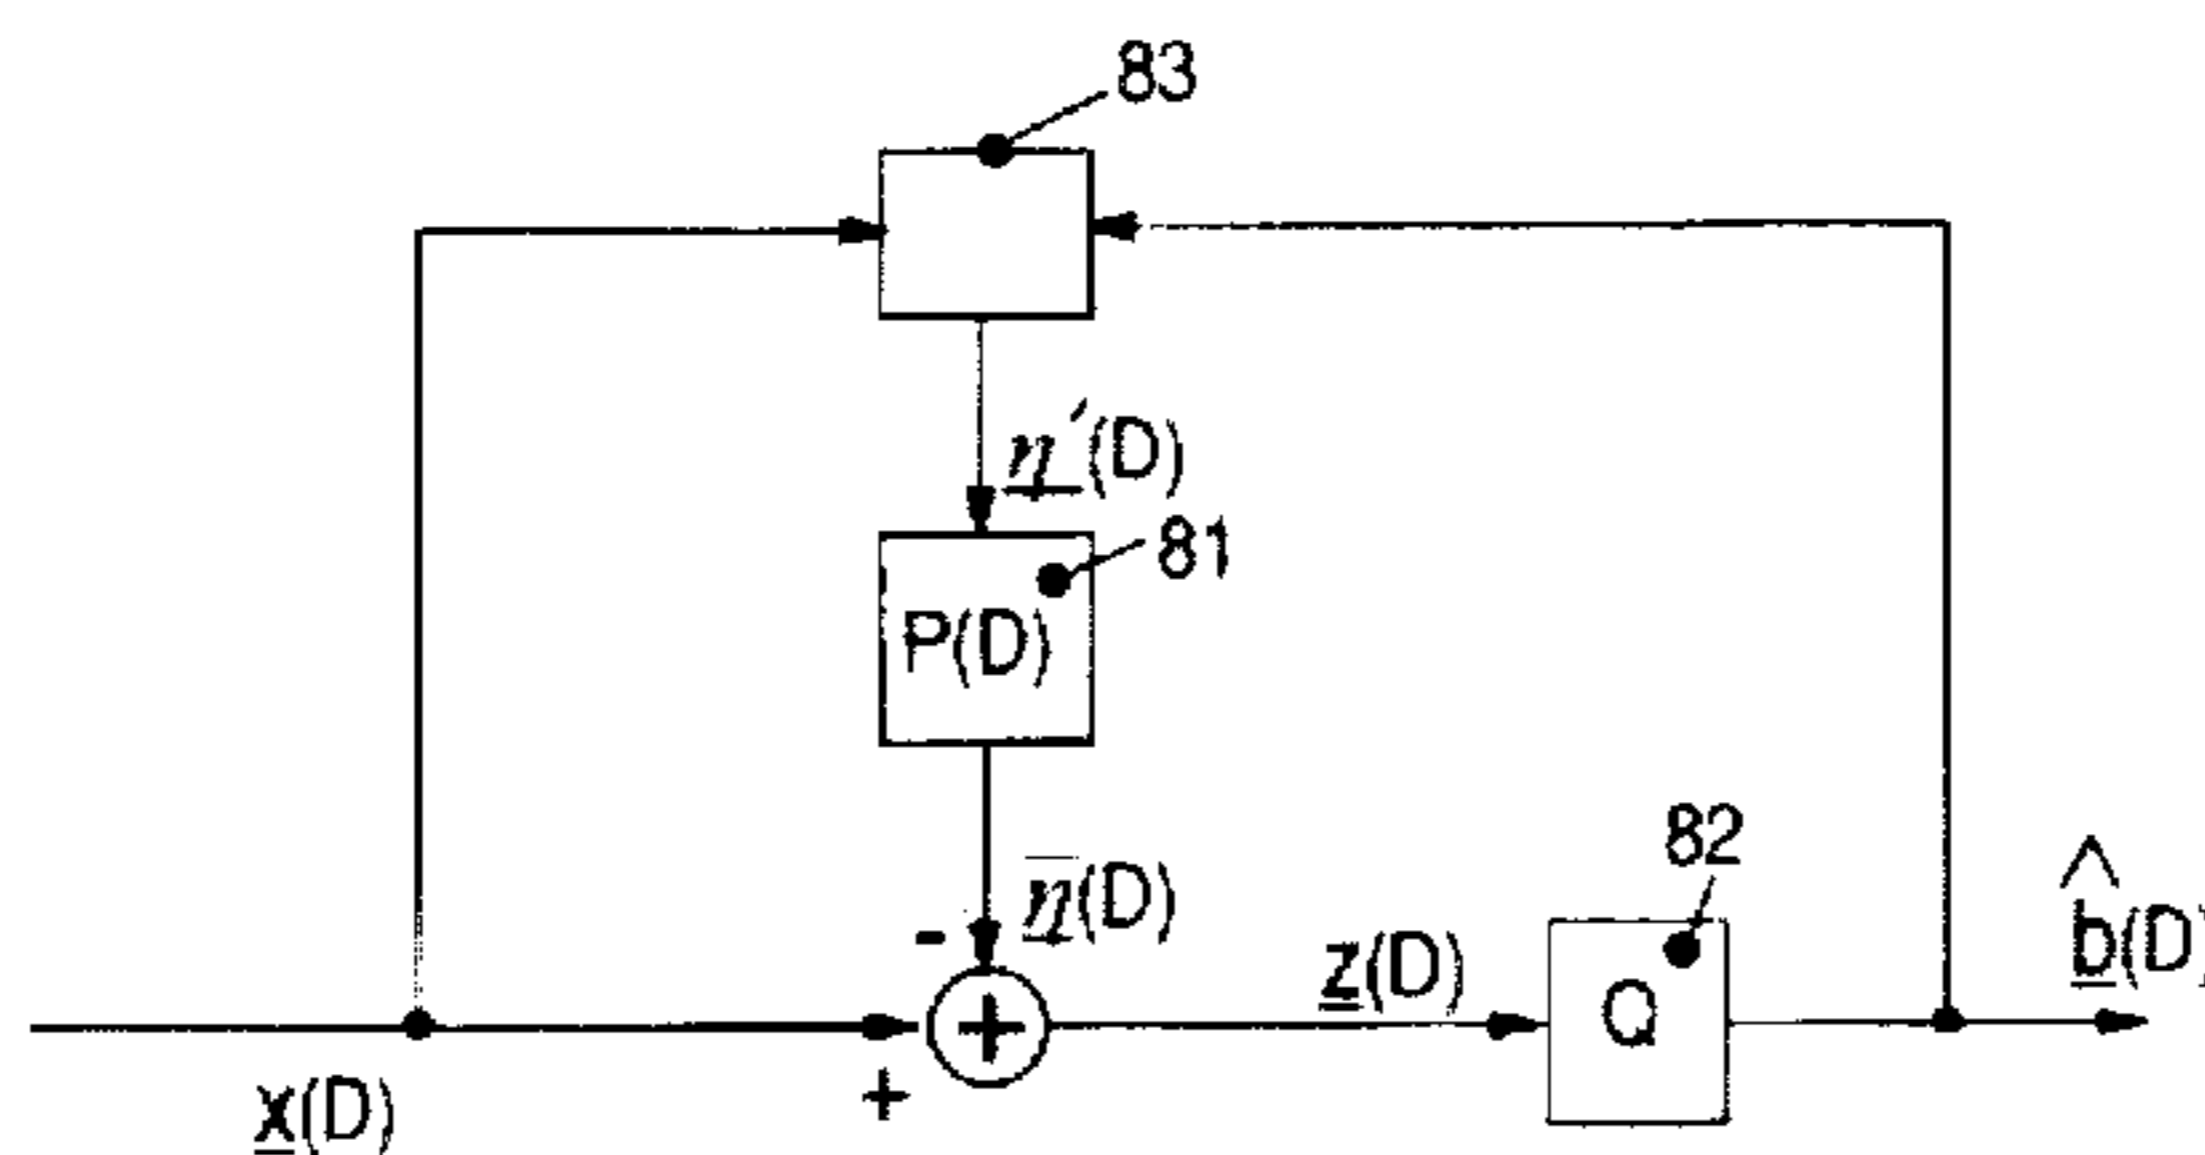 83
η′(D)
81
P(D)
82
η̅(D)
-
z(D)
b̂(D)
Q
+
+
x(D)